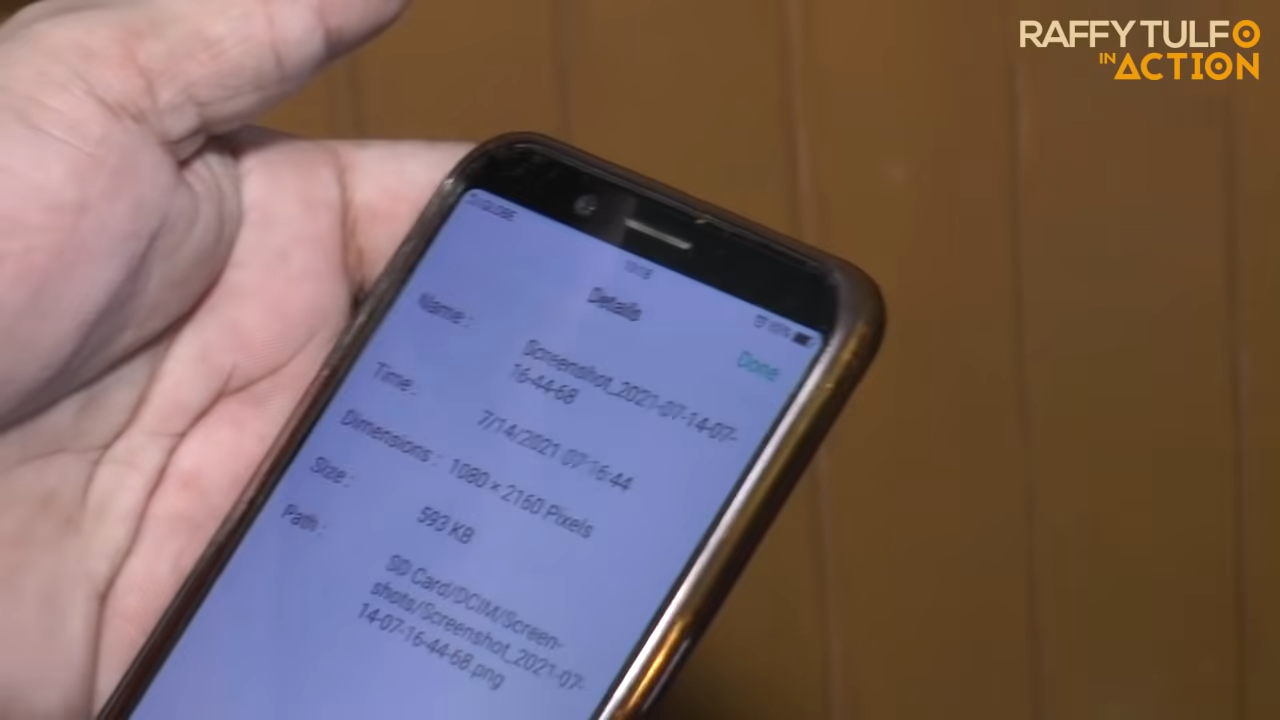 RAFFY TULFO
IN ACTION
GLOBE
Details
Done
Name :
Screenshot_2021-07-14-07-
16-44-68
Time :
7/14/2021 07:16:44
Dimensions : 1080 × 2160 Pixels
Size :
593 KB
Path :
SD Card/DCIM/Screen-
shots/Screenshot_2021-07-
14-07-16-44-68.png